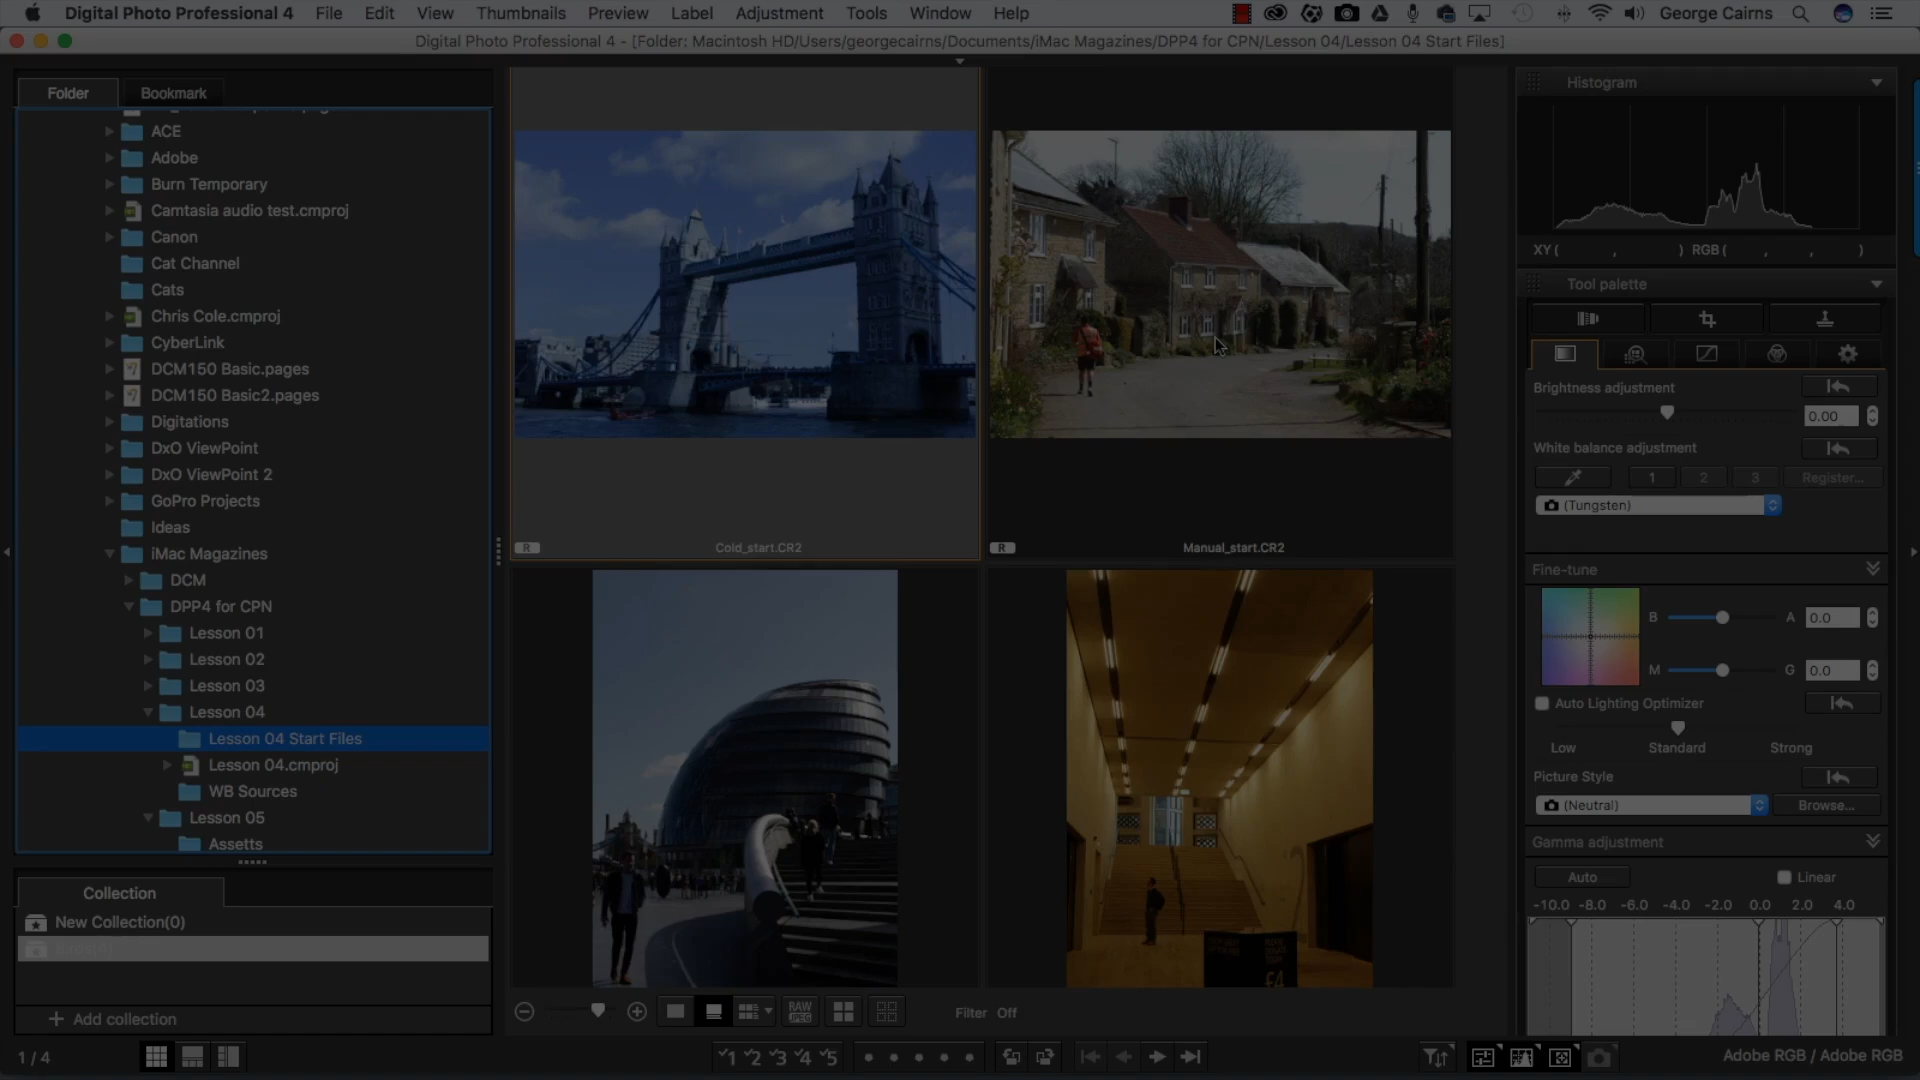 Digital Photo Professional 4 File Edit View Thumbnails Preview Label Adjustment Tools Window Help George Cairns
Digital Photo Professional 4 - [Folder: Macintosh HD/Users/georgecairns/Documents/iMac Magazines/DPP4 for CPN/Lesson 04/Lesson 04 Start Files]
Folder Bookmark
ACE
Adobe
Burn Temporary
Camtasia audio test.cmproj
Canon
Cat Channel
Cats
Chris Cole.cmproj
CyberLink
DCM150 Basic.pages
DCM150 Basic2.pages
Digitations
DxO ViewPoint
DxO ViewPoint 2
GoPro Projects
Ideas
iMac Magazines
DCM
DPP4 for CPN
Lesson 01
Lesson 02
Lesson 03
Lesson 04
Lesson 04 Start Files
Lesson 04.cmproj
WB Sources
Lesson 05
Assetts
Collection
New Collection(0)
Add collection
1 / 4
R Cold_start.CR2
R Manual_start.CR2
£4
RAW
JPEG
Filter Off
1 2 3 4 5
Histogram
XY ( , ) RGB ( , , )
Tool palette
Brightness adjustment
0.00
White balance adjustment
1 2 3 Register...
(Tungsten)
Fine-tune
B A 0.0
M G 0.0
Auto Lighting Optimizer
Low Standard Strong
Picture Style
(Neutral) Browse...
Gamma adjustment
Auto Linear
-10.0 -8.0 -6.0 -4.0 -2.0 0.0 2.0 4.0
Adobe RGB / Adobe RGB